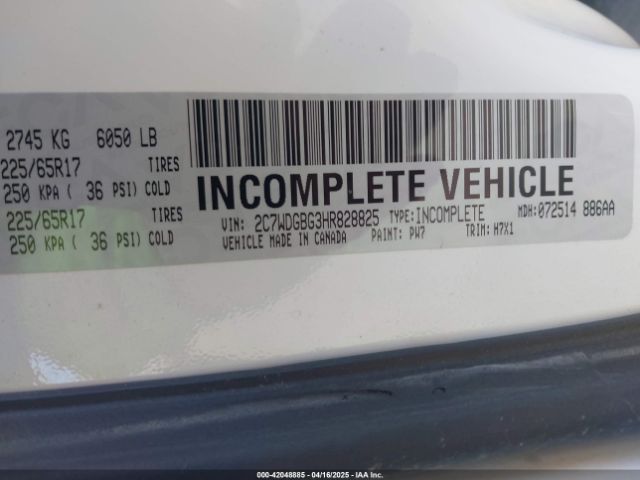 2745 KG 6050 LB
225/65R17 TIRES
250 KPA ( 36 PSI) COLD
225/65R17 TIRES
250 KPA ( 36 PSI) COLD
INCOMPLETE VEHICLE
VIN: 2C7WDGBG3HR828825 TYPE: INCOMPLETE MDH: 072514 886AA
VEHICLE MADE IN CANADA PAINT: PW7 TRIM: H7X1
000-42048885 - 04/16/2025 - IAAI.COM